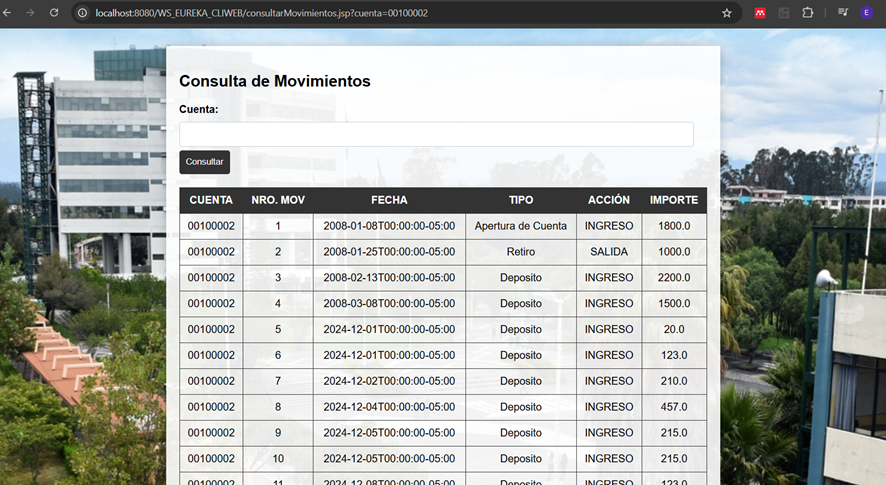 localhost:8080/WS_EUREKA_CLIWEB/consultarMovimientos.jsp?cuenta=00100002
E
Consulta de Movimientos
Cuenta:
Consultar
CUENTA NRO. MOV FECHA TIPO ACCIÓN IMPORTE
00100002 1 2008-01-08T00:00:00-05:00 Apertura de Cuenta INGRESO 1800.0
00100002 2 2008-01-25T00:00:00-05:00 Retiro SALIDA 1000.0
00100002 3 2008-02-13T00:00:00-05:00 Deposito INGRESO 2200.0
00100002 4 2008-03-08T00:00:00-05:00 Deposito INGRESO 1500.0
00100002 5 2024-12-01T00:00:00-05:00 Deposito INGRESO 20.0
00100002 6 2024-12-01T00:00:00-05:00 Deposito INGRESO 123.0
00100002 7 2024-12-02T00:00:00-05:00 Deposito INGRESO 210.0
00100002 8 2024-12-04T00:00:00-05:00 Deposito INGRESO 457.0
00100002 9 2024-12-05T00:00:00-05:00 Deposito INGRESO 215.0
00100002 10 2024-12-05T00:00:00-05:00 Deposito INGRESO 215.0
00100002 11 2024-12-08T00:00:00-05:00 Deposito INGRESO 123.0